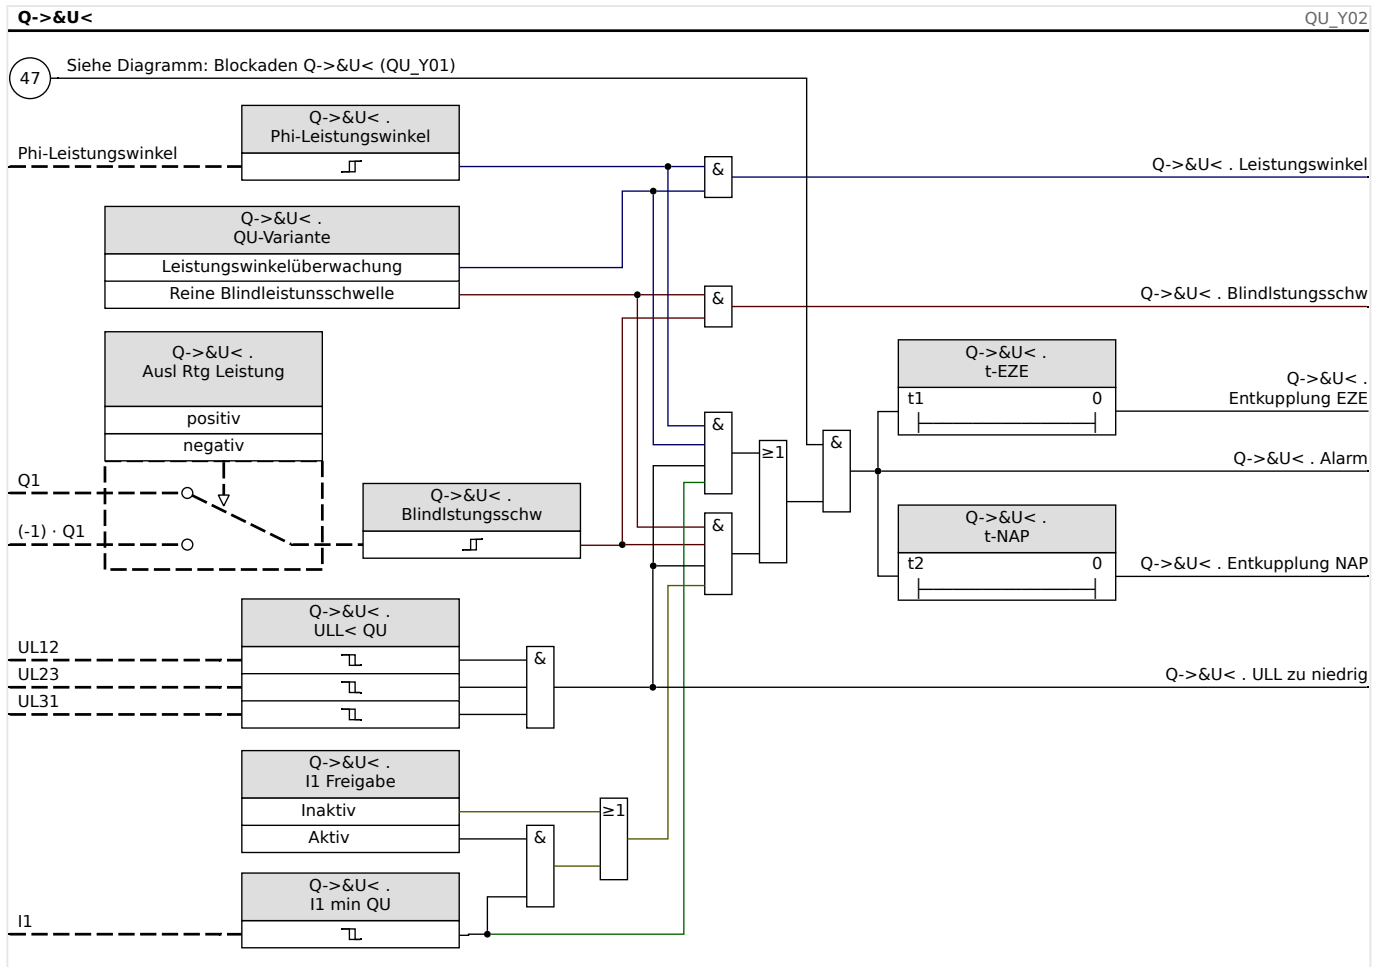 Q->&U<
QU_Y02
47
Siehe Diagramm: Blockaden Q->&U< (QU_Y01)
Q->&U< .
Phi-Leistungswinkel
Phi-Leistungswinkel
&
Q->&U< . Leistungswinkel
Q->&U< .
QU-Variante
Leistungswinkelüberwachung
Reine Blindleistunsschwelle
&
Q->&U< . Blindlstungsschw
Q->&U< .
Ausl Rtg Leistung
positiv
negativ
Q->&U< .
t-EZE
t1
0
Q->&U< .
Entkupplung EZE
&
≥1
&
Q->&U< . Alarm
Q1
(-1) · Q1
Q->&U< .
Blindlstungsschw
&
Q->&U< .
t-NAP
t2
0
Q->&U< . Entkupplung NAP
Q->&U< .
ULL< QU
UL12
UL23
UL31
&
Q->&U< . ULL zu niedrig
Q->&U< .
I1 Freigabe
Inaktiv
Aktiv
≥1
&
Q->&U< .
I1 min QU
I1